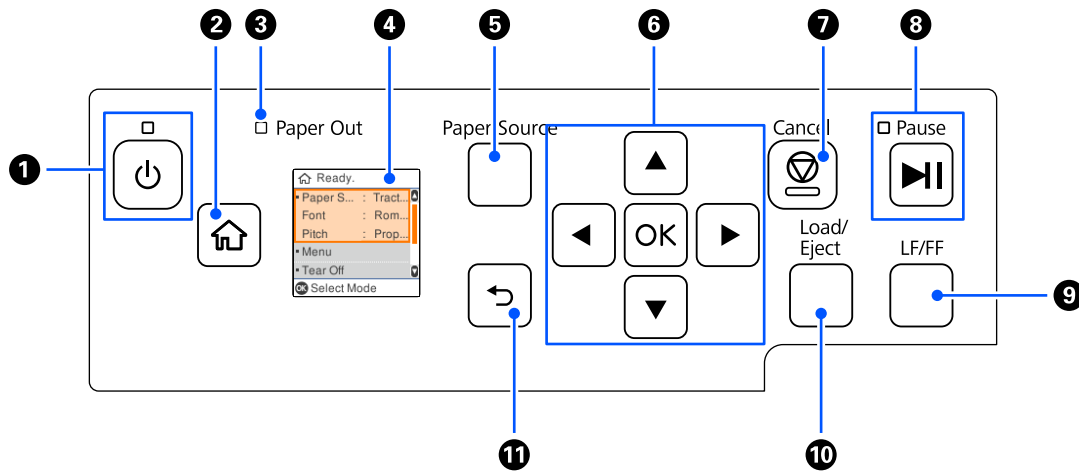 2 3 4 5 6 7 8
Paper Out
Paper Source
Cancel
Pause
1
Ready.
Paper S... : Tract...
Font : Rom...
Pitch : Prop...
Menu
Tear Off
OK Select Mode
OK
Load/
Eject
LF/FF
9
11
10